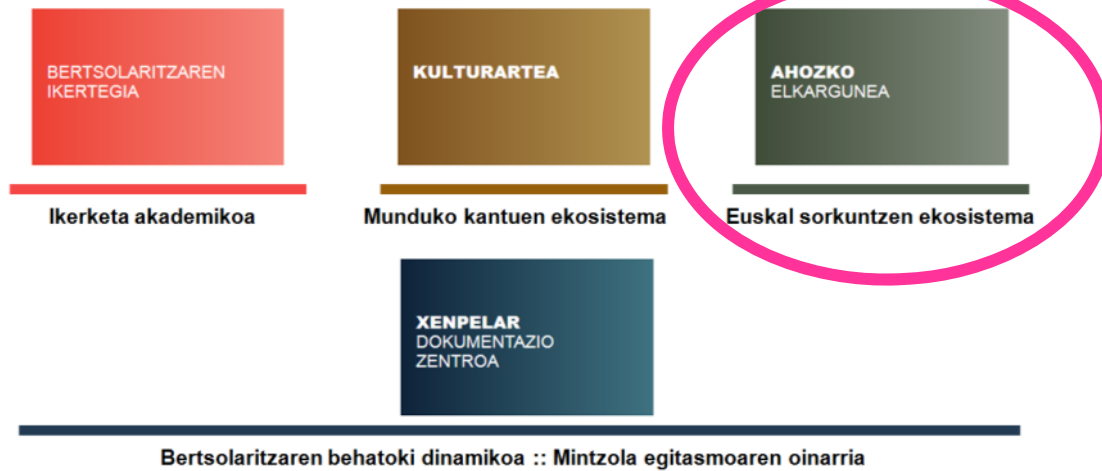 BERTSOLARITZAREN
IKERTEGIA
KULTURARTEA
AHOZKO
ELKARGUNEA
Ikerketa akademikoa
Munduko kantuen ekosistema
Euskal sorkuntzen ekosistema
XENPELAR
DOKUMENTAZIO
ZENTROA
Bertsolaritzaren behatoki dinamikoa :: Mintzola egitasmoaren oinarria